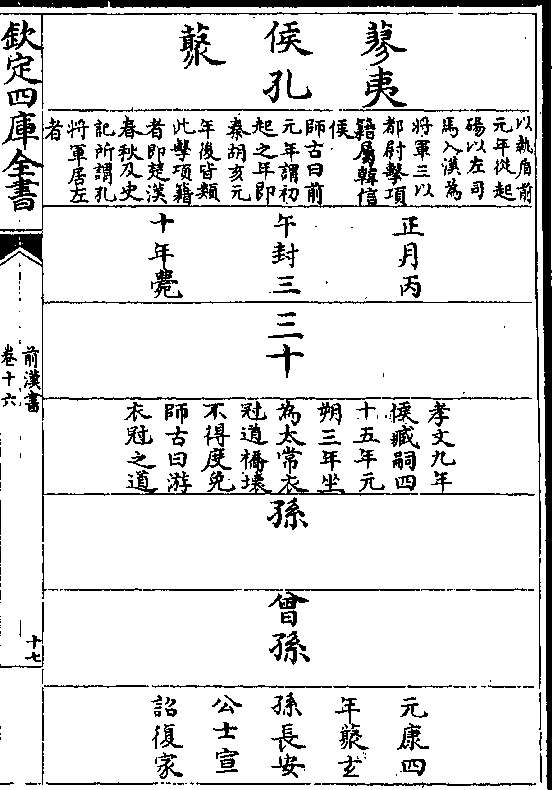 蓼夷
侯孔
藂
以執盾前
元年從起
碭以左司
馬入漢為
將軍三以
都尉擊項
籍屬韓信
侯
師古曰前
元年謂初
起之年即
秦胡亥元
年後皆類
此擊項籍
者即楚漢
春秋及史
記所謂孔
將軍居左
者
正月丙
午封三
十年薨
三十
孝文九年
侯臧嗣四
十五年元
朔三年坐
為太常衣
冠道橋壞
不得度免
師古曰游
衣冠之道
孫
曾孫
元康四
年藂玄
孫長安
公士宣
詔復家
欽定四庫全書
前漢書
卷十六
十七